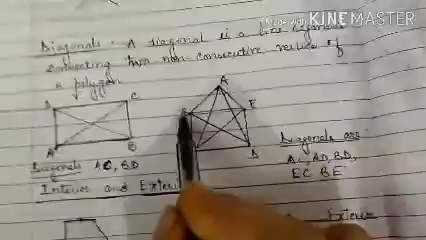 Made with KINEMASTER
Diagonals - A diagonal is a line segment
connecting two non consecutive vertices of
a polygon
D C
A B
A
E
D
Diagonals AC, BD
Diagonals are
AC, AD, BD,
EC BE
Interior and Exterior
Exterior